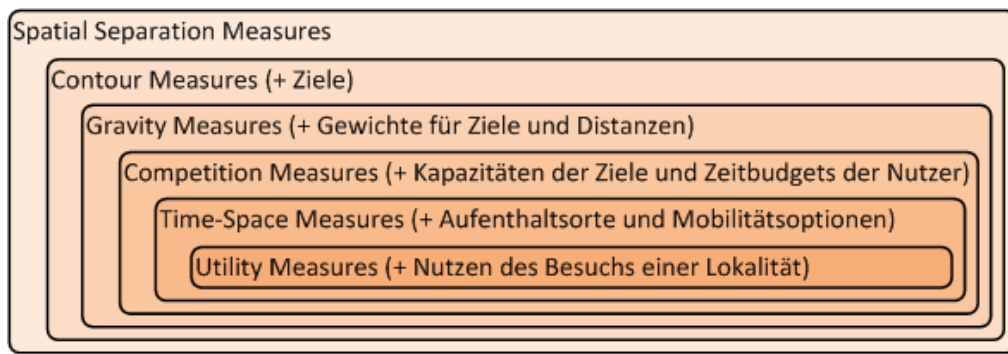 Spatial Separation Measures
Contour Measures (+ Ziele)
Gravity Measures (+ Gewichte für Ziele und Distanzen)
Competition Measures (+ Kapazitäten der Ziele und Zeitbudgets der Nutzer)
Time-Space Measures (+ Aufenthaltsorte und Mobilitätsoptionen)
Utility Measures (+ Nutzen des Besuchs einer Lokalität)